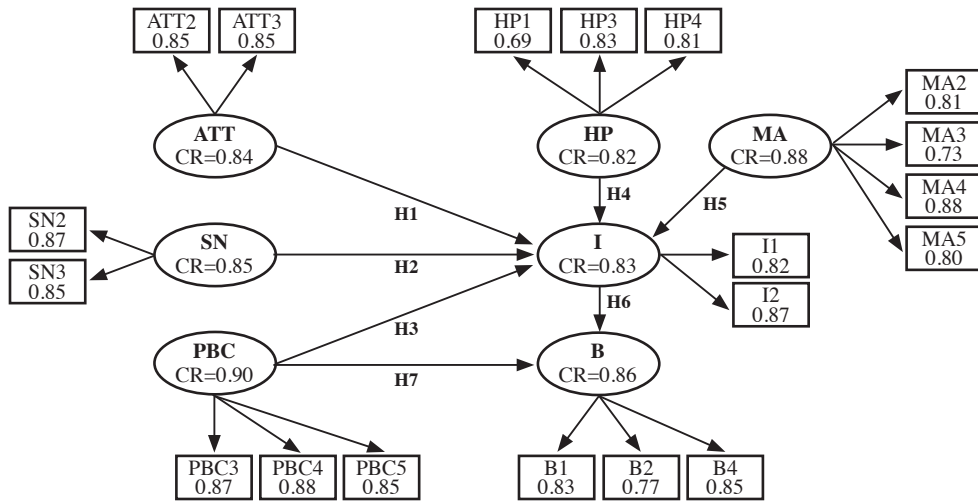 ATT2
0.85
ATT3
0.85
HP1
0.69
HP3
0.83
HP4
0.81
MA2
0.81
MA3
0.73
MA4
0.88
MA5
0.80
ATT
CR=0.84
HP
CR=0.82
MA
CR=0.88
H1
H4
H5
SN2
0.87
SN3
0.85
SN
CR=0.85
H2
I
CR=0.83
I1
0.82
I2
0.87
H3
H6
PBC
CR=0.90
H7
B
CR=0.86
PBC3
0.87
PBC4
0.88
PBC5
0.85
B1
0.83
B2
0.77
B4
0.85